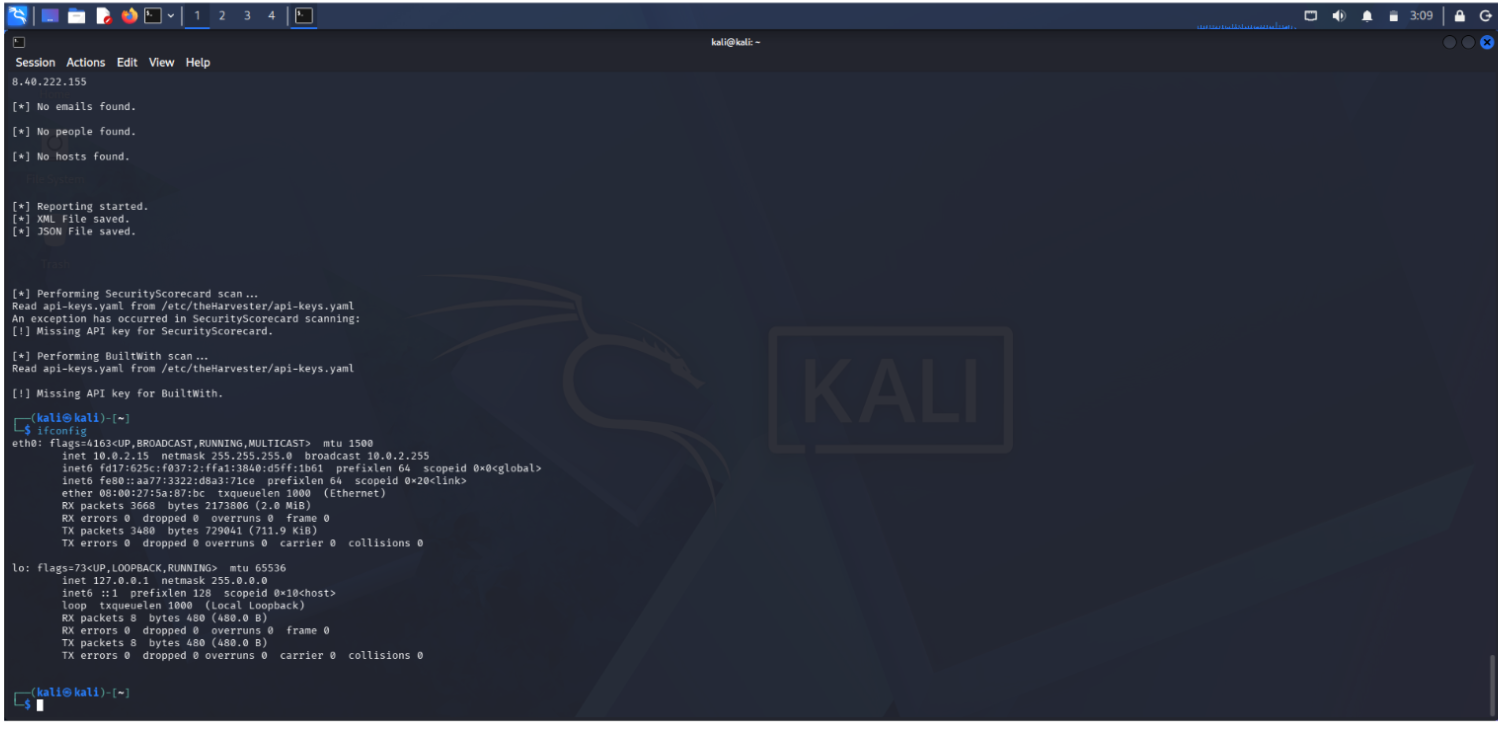 1 2 3 4
3:09
kali@kali: ~
Session Actions Edit View Help
8.40.222.155
[*] No emails found.
[*] No people found.
[*] No hosts found.
File System
[*] Reporting started.
[*] XML File saved.
[*] JSON File saved.
Trash
[*] Performing SecurityScorecard scan ...
Read api-keys.yaml from /etc/theHarvester/api-keys.yaml
An exception has occurred in SecurityScorecard scanning:
[!] Missing API key for SecurityScorecard.
[*] Performing BuiltWith scan ...
Read api-keys.yaml from /etc/theHarvester/api-keys.yaml
[!] Missing API key for BuiltWith.
KALI
┌──(kali㉿kali)-[~]
└─$ ifconfig
eth0: flags=4163<UP,BROADCAST,RUNNING,MULTICAST>  mtu 1500
inet 10.0.2.15  netmask 255.255.255.0  broadcast 10.0.2.255
inet6 fd17:625c:f037:2:ffa1:3840:d5ff:1b61  prefixlen 64  scopeid 0×0<global>
inet6 fe80::aa77:3322:d8a3:71ce  prefixlen 64  scopeid 0×20<link>
ether 08:00:27:5a:87:bc  txqueuelen 1000  (Ethernet)
RX packets 3668  bytes 2173806 (2.0 MiB)
RX errors 0  dropped 0  overruns 0  frame 0
TX packets 3480  bytes 729041 (711.9 KiB)
TX errors 0  dropped 0 overruns 0  carrier 0  collisions 0
lo: flags=73<UP,LOOPBACK,RUNNING>  mtu 65536
inet 127.0.0.1  netmask 255.0.0.0
inet6 ::1  prefixlen 128  scopeid 0×10<host>
loop  txqueuelen 1000  (Local Loopback)
RX packets 8  bytes 480 (480.0 B)
RX errors 0  dropped 0  overruns 0  frame 0
TX packets 8  bytes 480 (480.0 B)
TX errors 0  dropped 0 overruns 0  carrier 0  collisions 0
┌──(kali㉿kali)-[~]
└─$